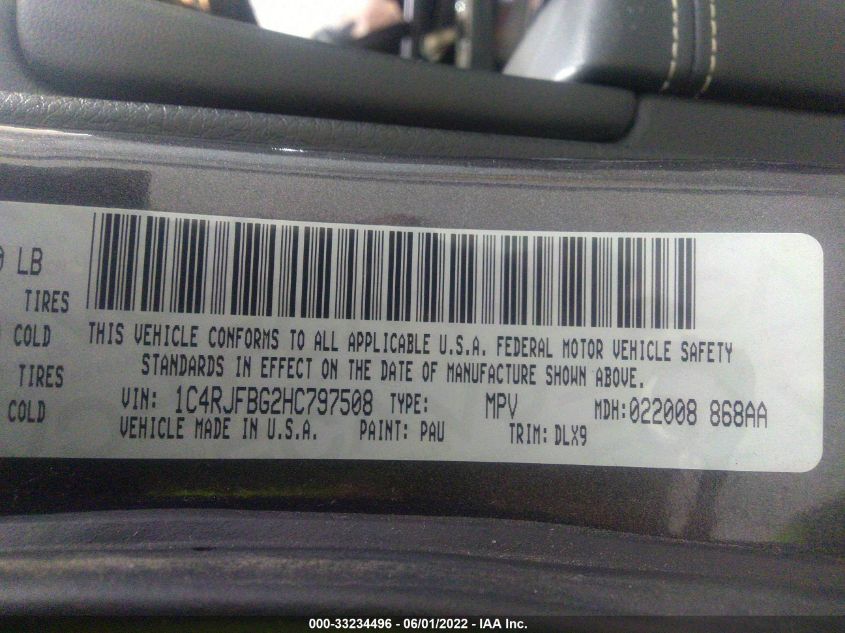 LB
TIRES
COLD
THIS VEHICLE CONFORMS TO ALL APPLICABLE U.S.A. FEDERAL MOTOR VEHICLE SAFETY
STANDARDS IN EFFECT ON THE DATE OF MANUFACTURE SHOWN ABOVE.
TIRES
VIN: 1C4RJFBG2HC797508 TYPE: MPV MDH:022008 868AA
COLD
VEHICLE MADE IN U.S.A. PAINT: PAU TRIM: DLX9
000-33234496 - 06/01/2022 - IAA Inc.